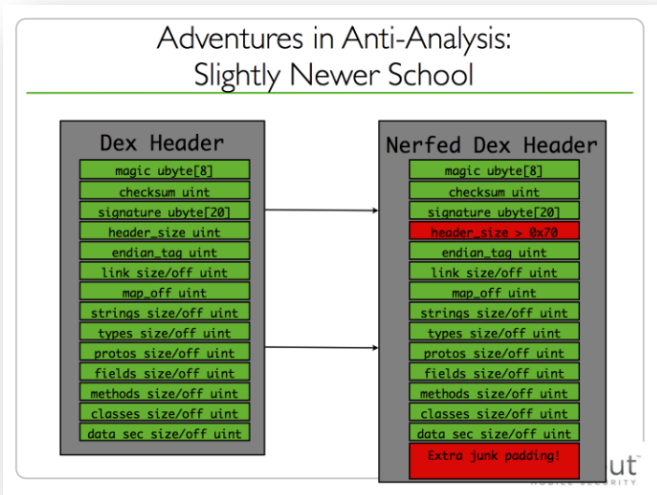 Adventures in Anti-Analysis:
Slightly Newer School
Dex Header
magic ubyte[8]
checksum uint
signature ubyte[20]
header_size uint
endian_tag uint
link size/off uint
map_off uint
strings size/off uint
types size/off uint
protos size/off uint
fields size/off uint
methods size/off uint
classes size/off uint
data sec size/off uint
Nerfed Dex Header
magic ubyte[8]
checksum uint
signature ubyte[20]
header_size > 0x70
endian_tag uint
link size/off uint
map_off uint
strings size/off uint
types size/off uint
protos size/off uint
fields size/off uint
methods size/off uint
classes size/off uint
data sec size/off uint
Extra junk padding!
ut
SECURITY